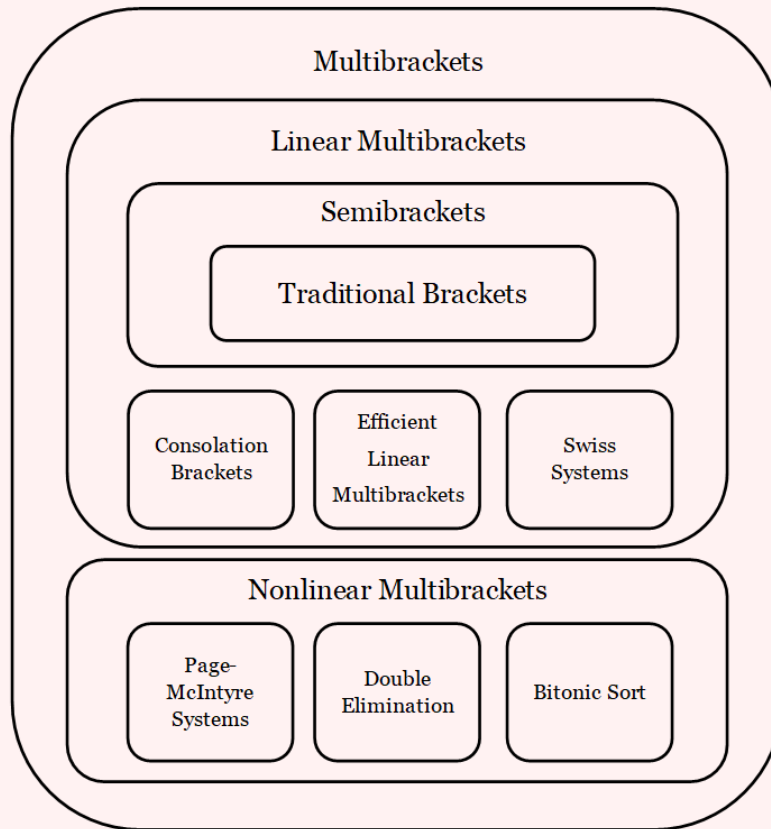 Multibrackets
Linear Multibrackets
Semibrackets
Traditional Brackets
Consolation
Brackets
Efficient
Linear
Multibrackets
Swiss
Systems
Nonlinear Multibrackets
Page-
McIntyre
Systems
Double
Elimination
Bitonic Sort